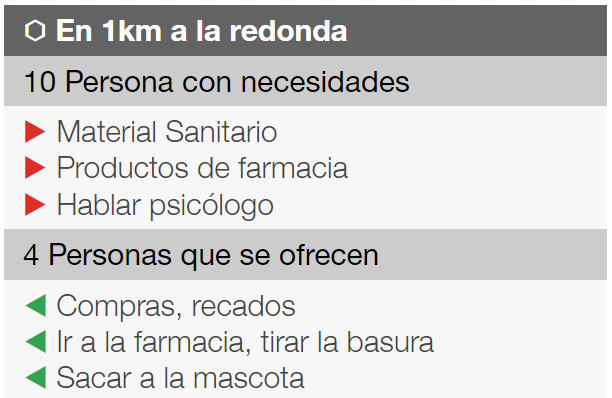 En 1km a la redonda
10 Persona con necesidades
Material Sanitario
Productos de farmacia
Hablar psicólogo
4 Personas que se ofrecen
Compras, recados
Ir a la farmacia, tirar la basura
Sacar a la mascota